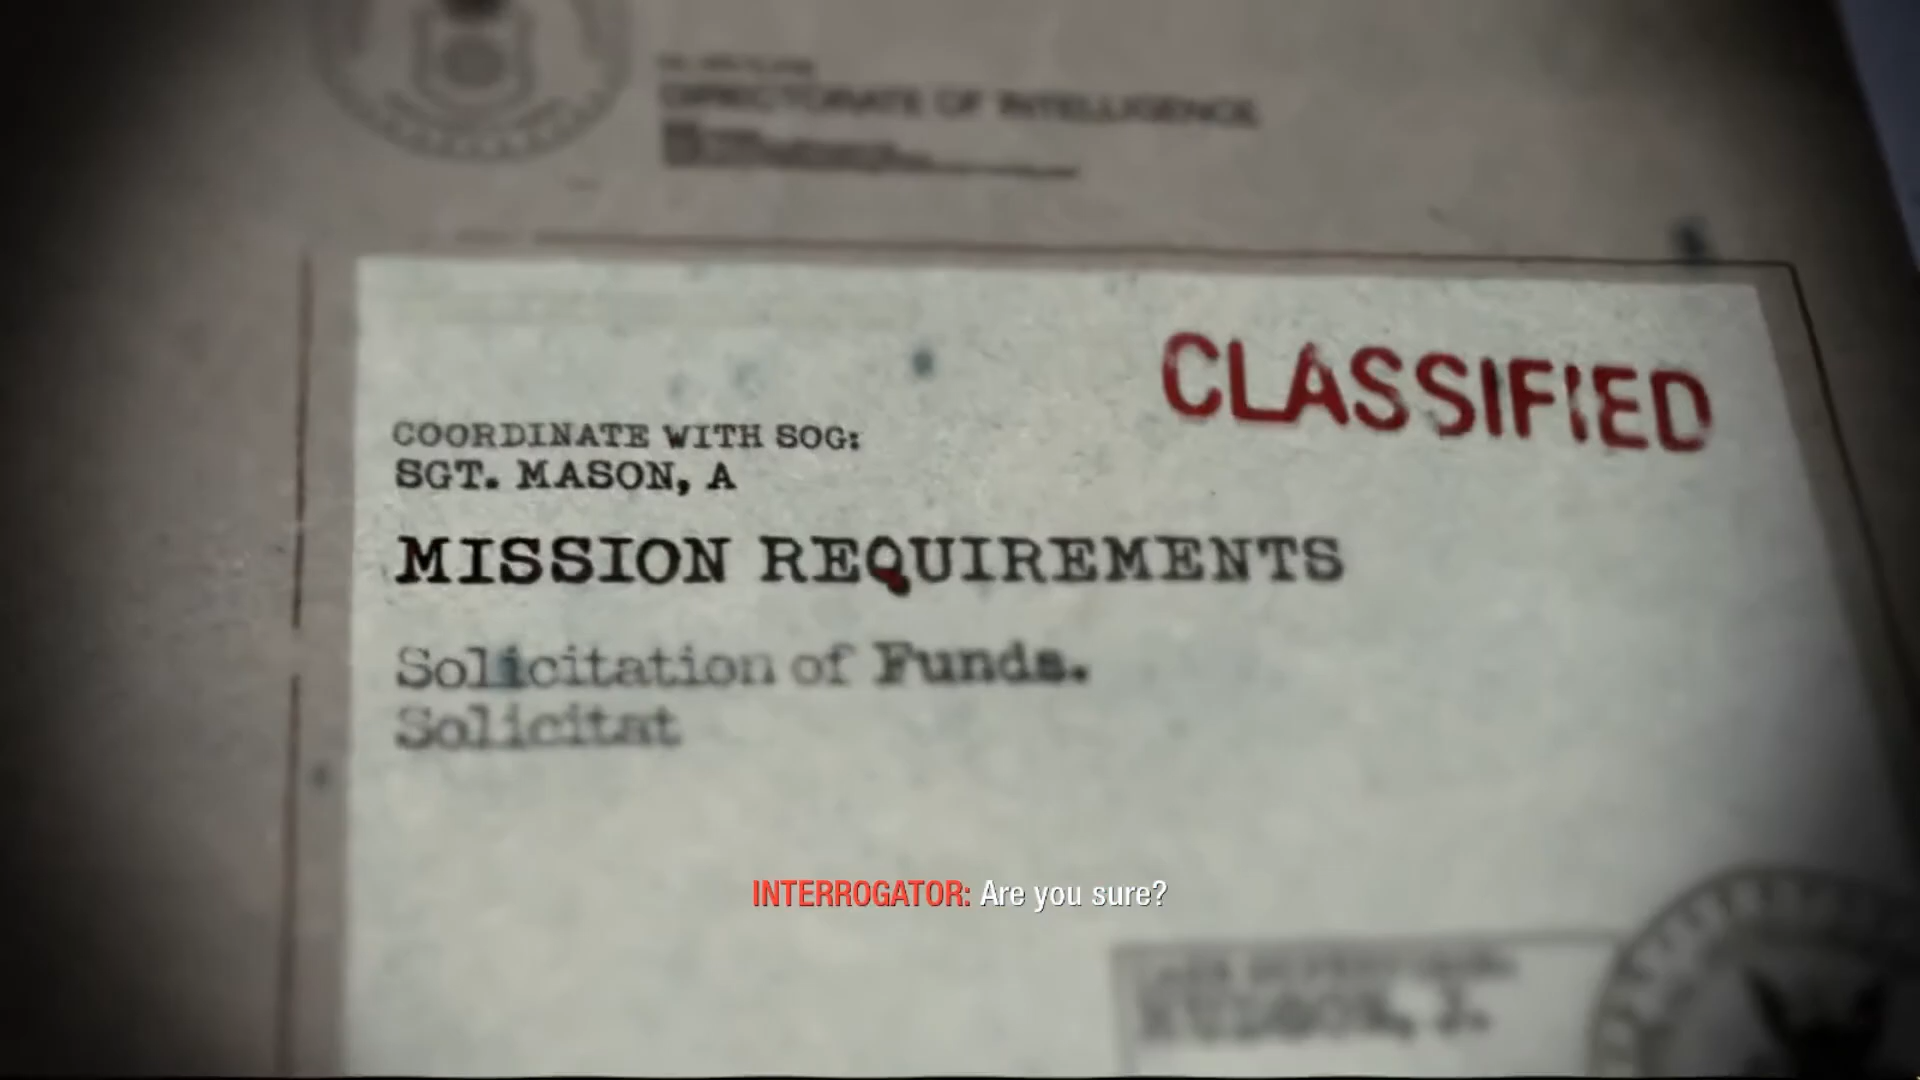 DIRECTORATE OF INTELLIGENCE
CLASSIFIED
COORDINATE WITH SOG:
SGT. MASON, A
MISSION REQUIREMENTS
Solicitation of Funds.
Solicitat
INTERROGATOR: Are you sure?
HUDSON, J.